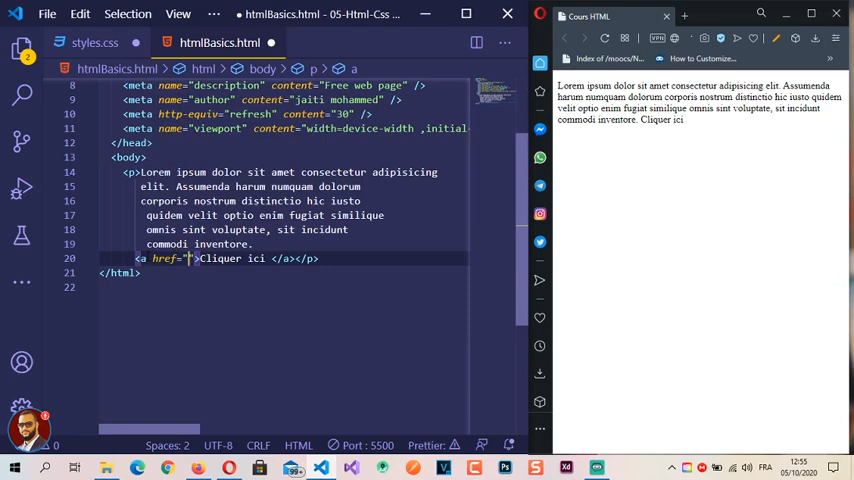 File Edit Selection View ··· ● htmlBasics.html - 05-Html-Css ...
styles.css ● htmlBasics.html ●
htmlBasics.html > html > body > p > a
8 <meta name="description" content="Free web page" />
9 <meta name="author" content="jaiti mohammed" />
10 <meta http-equiv="refresh" content="30" />
11 <meta name="viewport" content="width=device-width ,initial-
12 </head>
13 <body>
14 <p>Lorem ipsum dolor sit amet consectetur adipisicing
15 elit. Assumenda harum numquam dolorum
16 corporis nostrum distinctio hic iusto
17 quidem velit optio enim fugiat similique
18 omnis sint voluptate, sit incidunt
19 commodi inventore.
20 <a href="">Cliquer ici </a></p>
21 </html>
22
2
0 Spaces: 2 UTF-8 CRLF HTML Port : 5500 Prettier:
Cours HTML
VPN
Index of /moocs/N... How to Customize... »
Lorem ipsum dolor sit amet consectetur adipisicing elit. Assumenda
harum numquam dolorum corporis nostrum distinctio hic iusto quidem
velit optio enim fugiat similique omnis sint voluptate, sit incidunt
commodi inventore. Cliquer ici
99+ Ps Xd FRA 12:55
05/10/2020